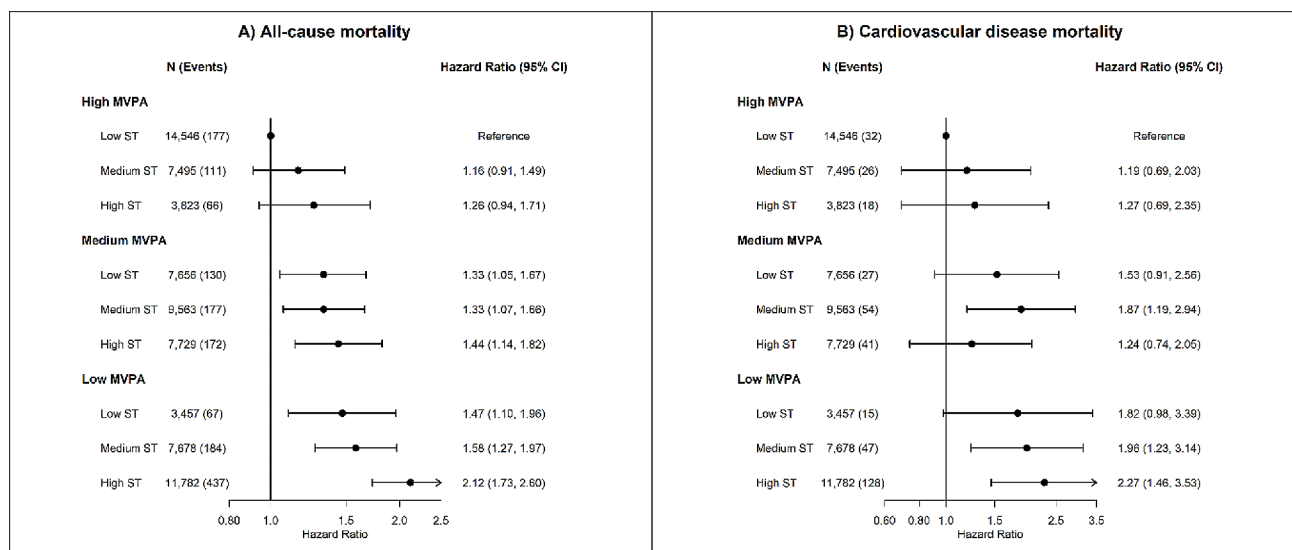 A) All-cause mortality
N (Events) Hazard Ratio (95% CI)
High MVPA
Low ST 14,546 (177) Reference
Medium ST 7,495 (111) 1.16 (0.91, 1.49)
High ST 3,823 (66) 1.26 (0.94, 1.71)
Medium MVPA
Low ST 7,656 (130) 1.33 (1.05, 1.67)
Medium ST 9,563 (177) 1.33 (1.07, 1.66)
High ST 7,729 (172) 1.44 (1.14, 1.82)
Low MVPA
Low ST 3,457 (67) 1.47 (1.10, 1.96)
Medium ST 7,678 (184) 1.58 (1.27, 1.97)
High ST 11,782 (437) 2.12 (1.73, 2.60)
0.80 1.0 1.5 2.0 2.5
Hazard Ratio
B) Cardiovascular disease mortality
N (Events) Hazard Ratio (95% CI)
High MVPA
Low ST 14,546 (32) Reference
Medium ST 7,495 (26) 1.19 (0.69, 2.03)
High ST 3,823 (18) 1.27 (0.69, 2.35)
Medium MVPA
Low ST 7,656 (27) 1.53 (0.91, 2.56)
Medium ST 9,563 (54) 1.87 (1.19, 2.94)
High ST 7,729 (41) 1.24 (0.74, 2.05)
Low MVPA
Low ST 3,457 (15) 1.82 (0.98, 3.39)
Medium ST 7,678 (47) 1.96 (1.23, 3.14)
High ST 11,782 (128) 2.27 (1.46, 3.53)
0.60 0.80 1.0 1.5 2.5 3.5
Hazard Ratio